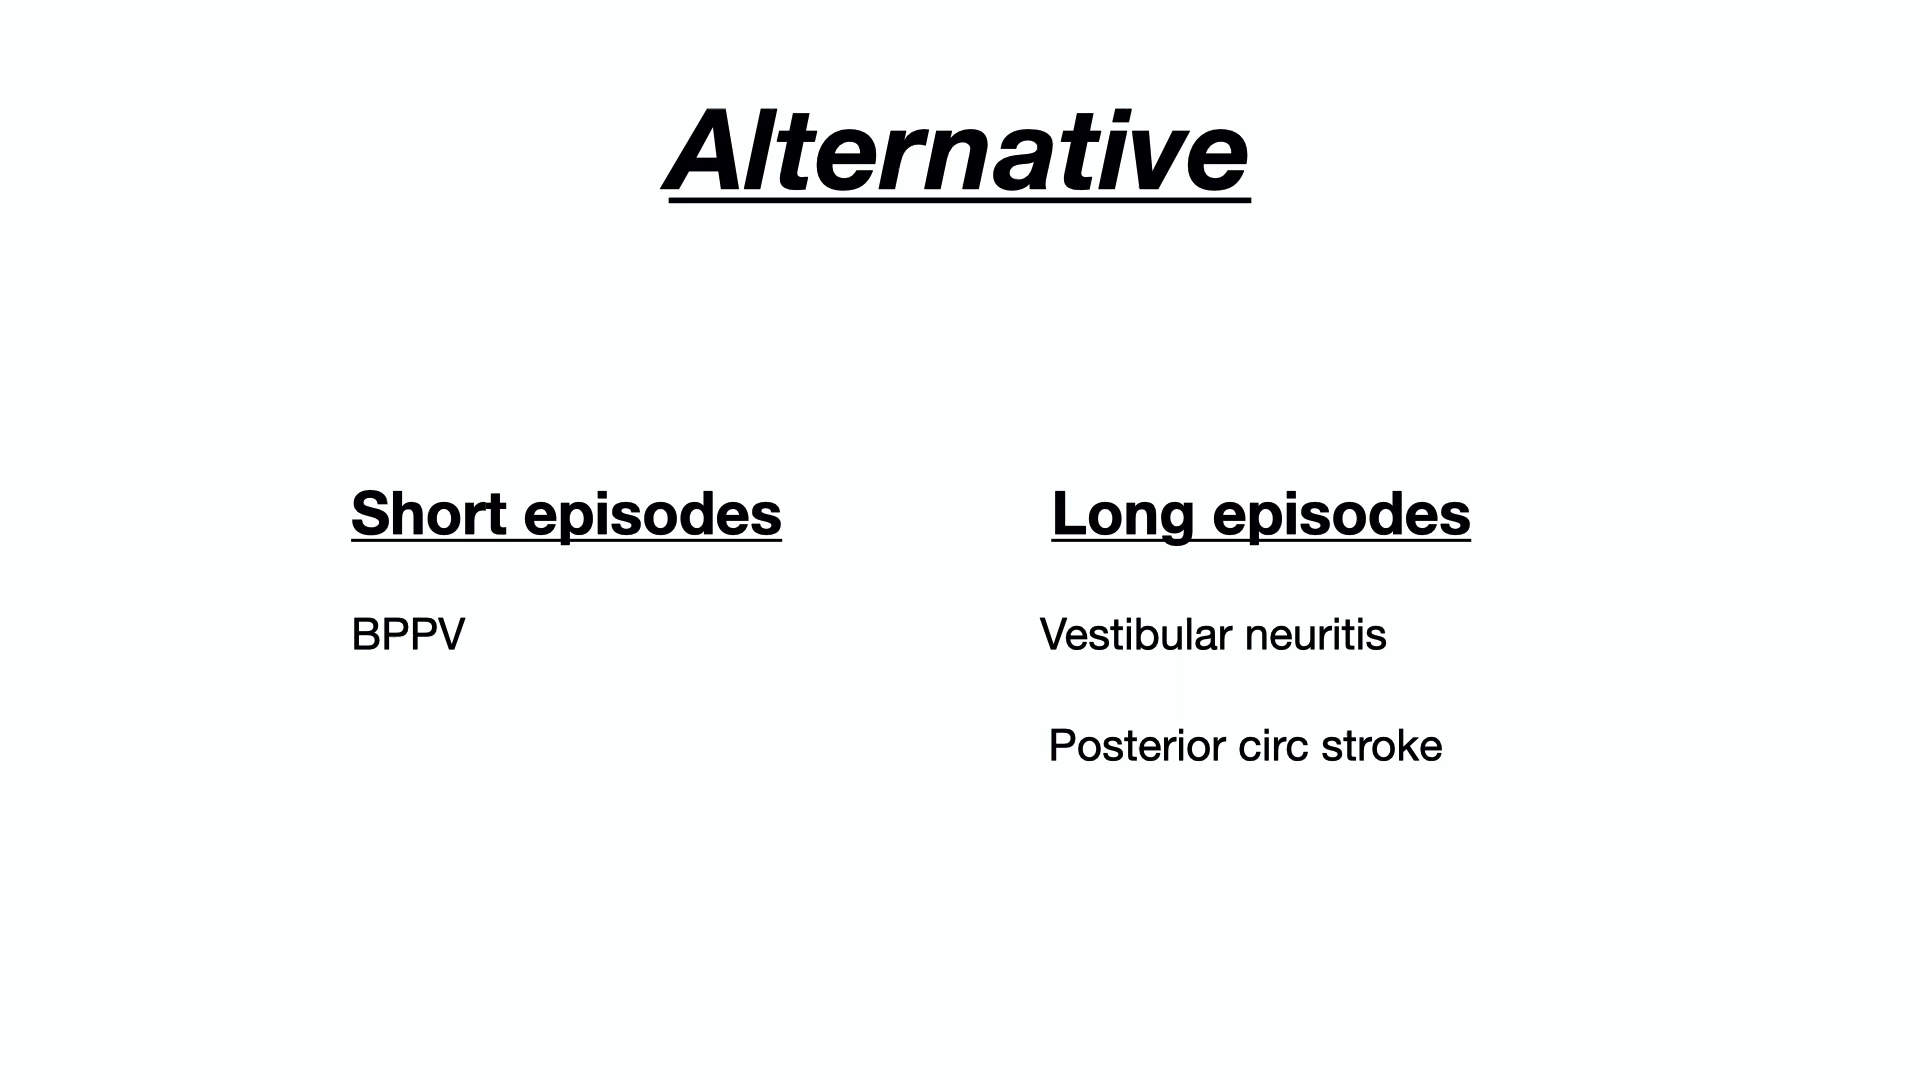 Alternative
Short episodes
BPPV
Long episodes
Vestibular neuritis
Posterior circ stroke